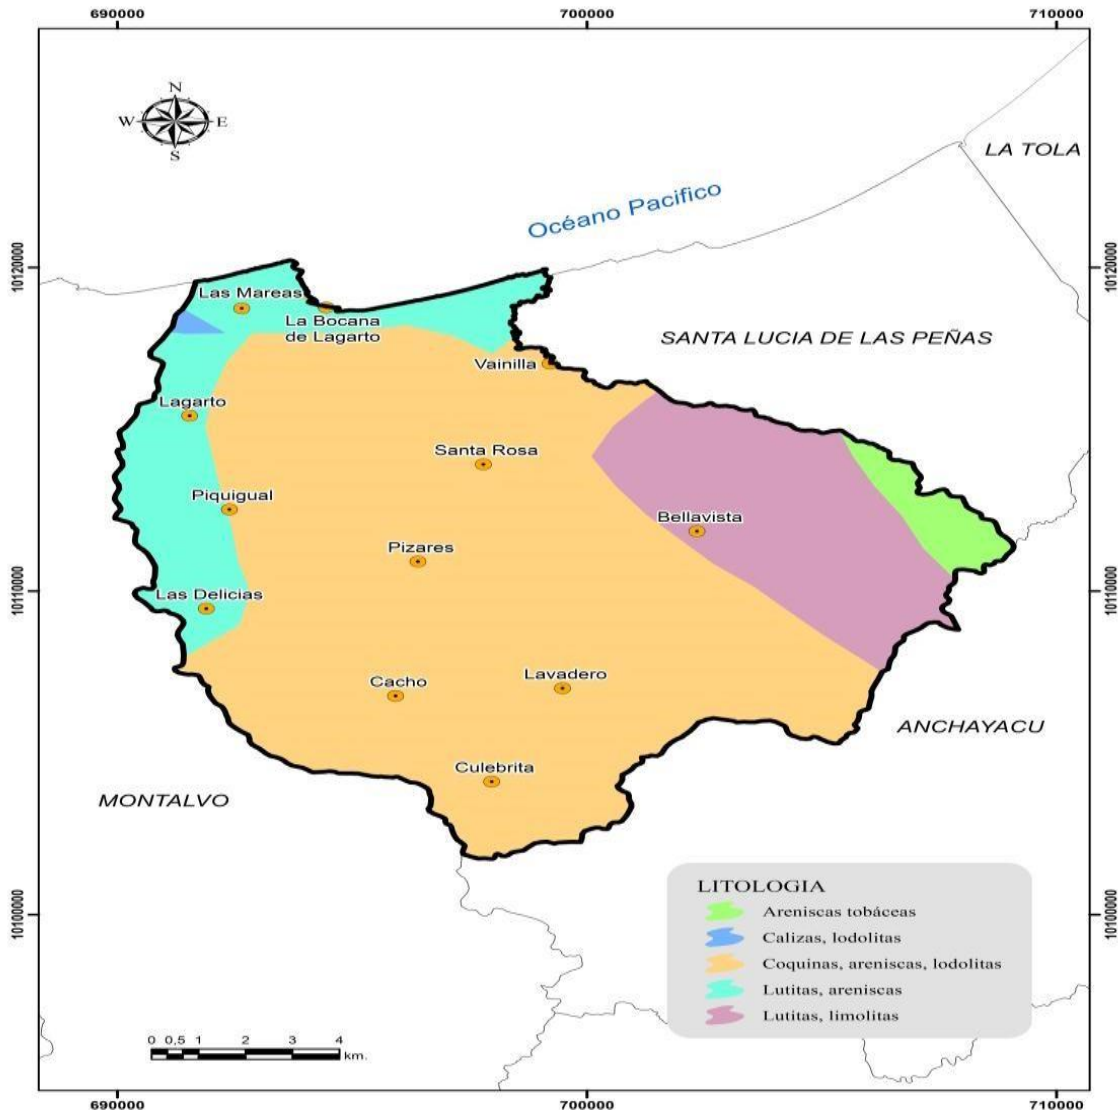 690000
700000
710000
N
W
E
S
LA TOLA
Océano Pacifico
10120000
10120000
Las Mareas
La Bocana
de Lagarto
SANTA LUCIA DE LAS PEÑAS
Vainilla
Lagarto
Santa Rosa
Piquigual
Bellavista
Pizares
10110000
10110000
Las Delicias
Cacho
Lavadero
ANCHAYACU
Culebrita
MONTALVO
LITOLOGIA
Areniscas tobáceas
Calizas, lodolitas
Coquinas, areniscas, lodolitas
Lutitas, areniscas
Lutitas, limolitas
10100000
10100000
0 0,5 1 2 3 4
km.
690000
700000
710000